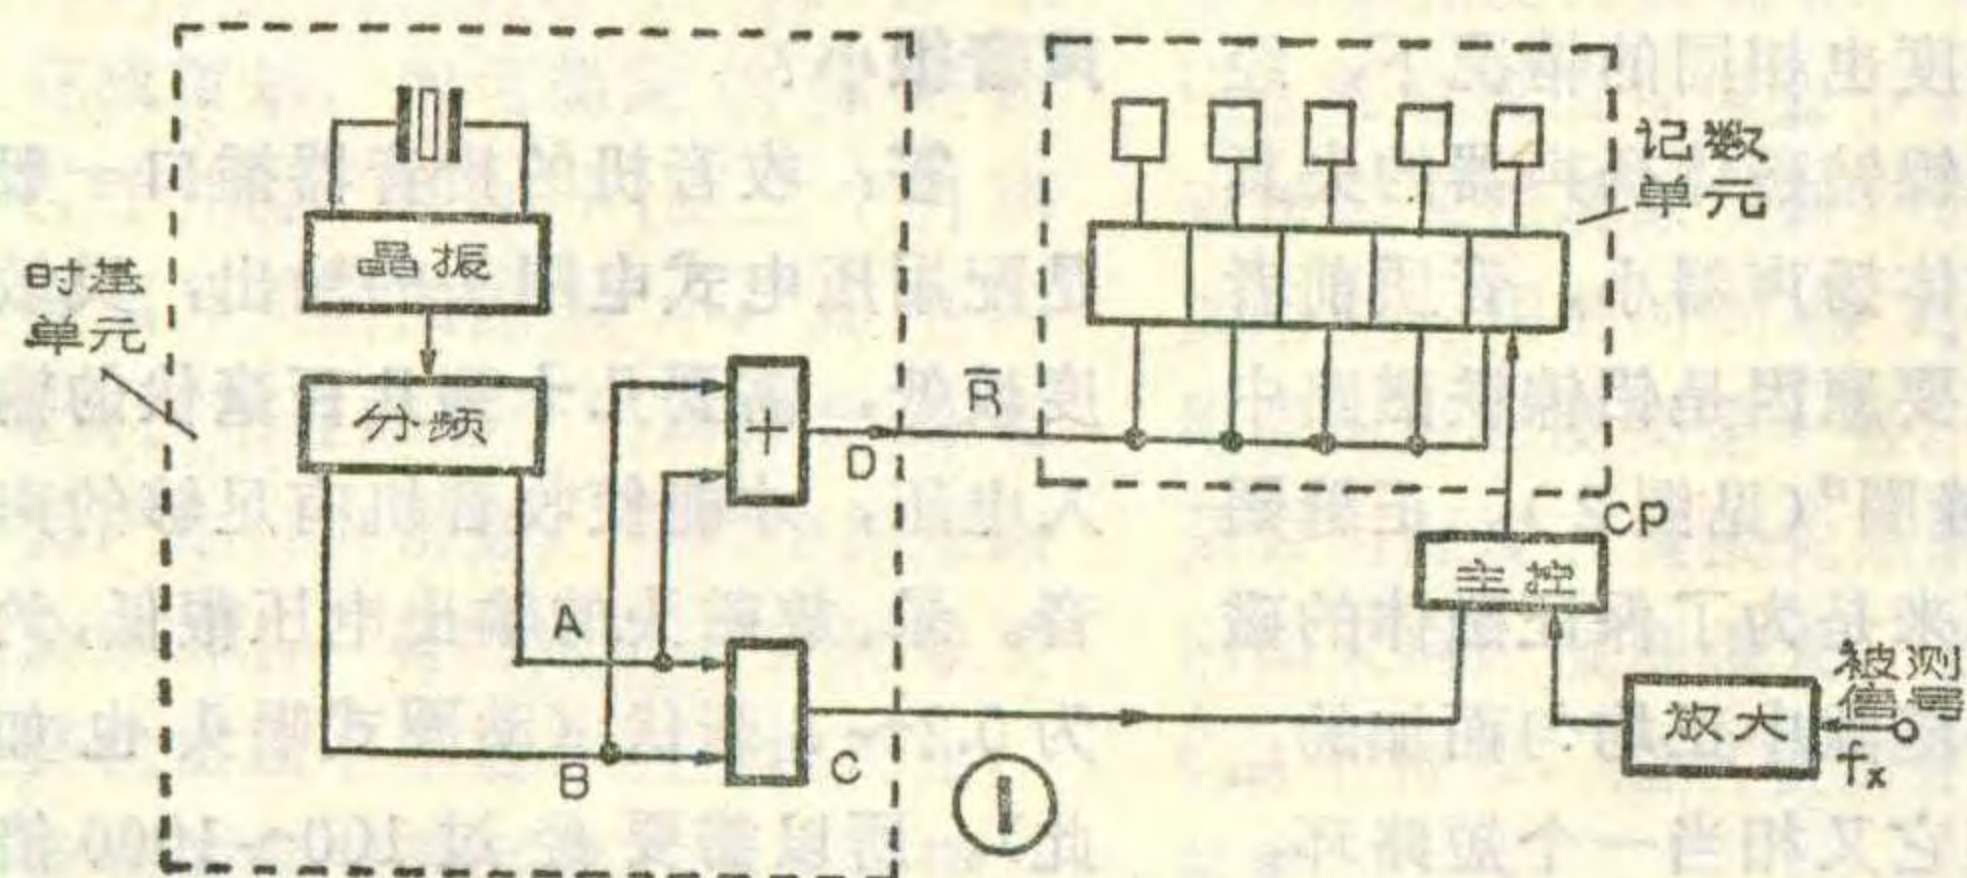 时基
单元
晶振
分频
A
B
+
D
C
R̅
记数
单元
CP
主控
放大
被测
信号
fx
①